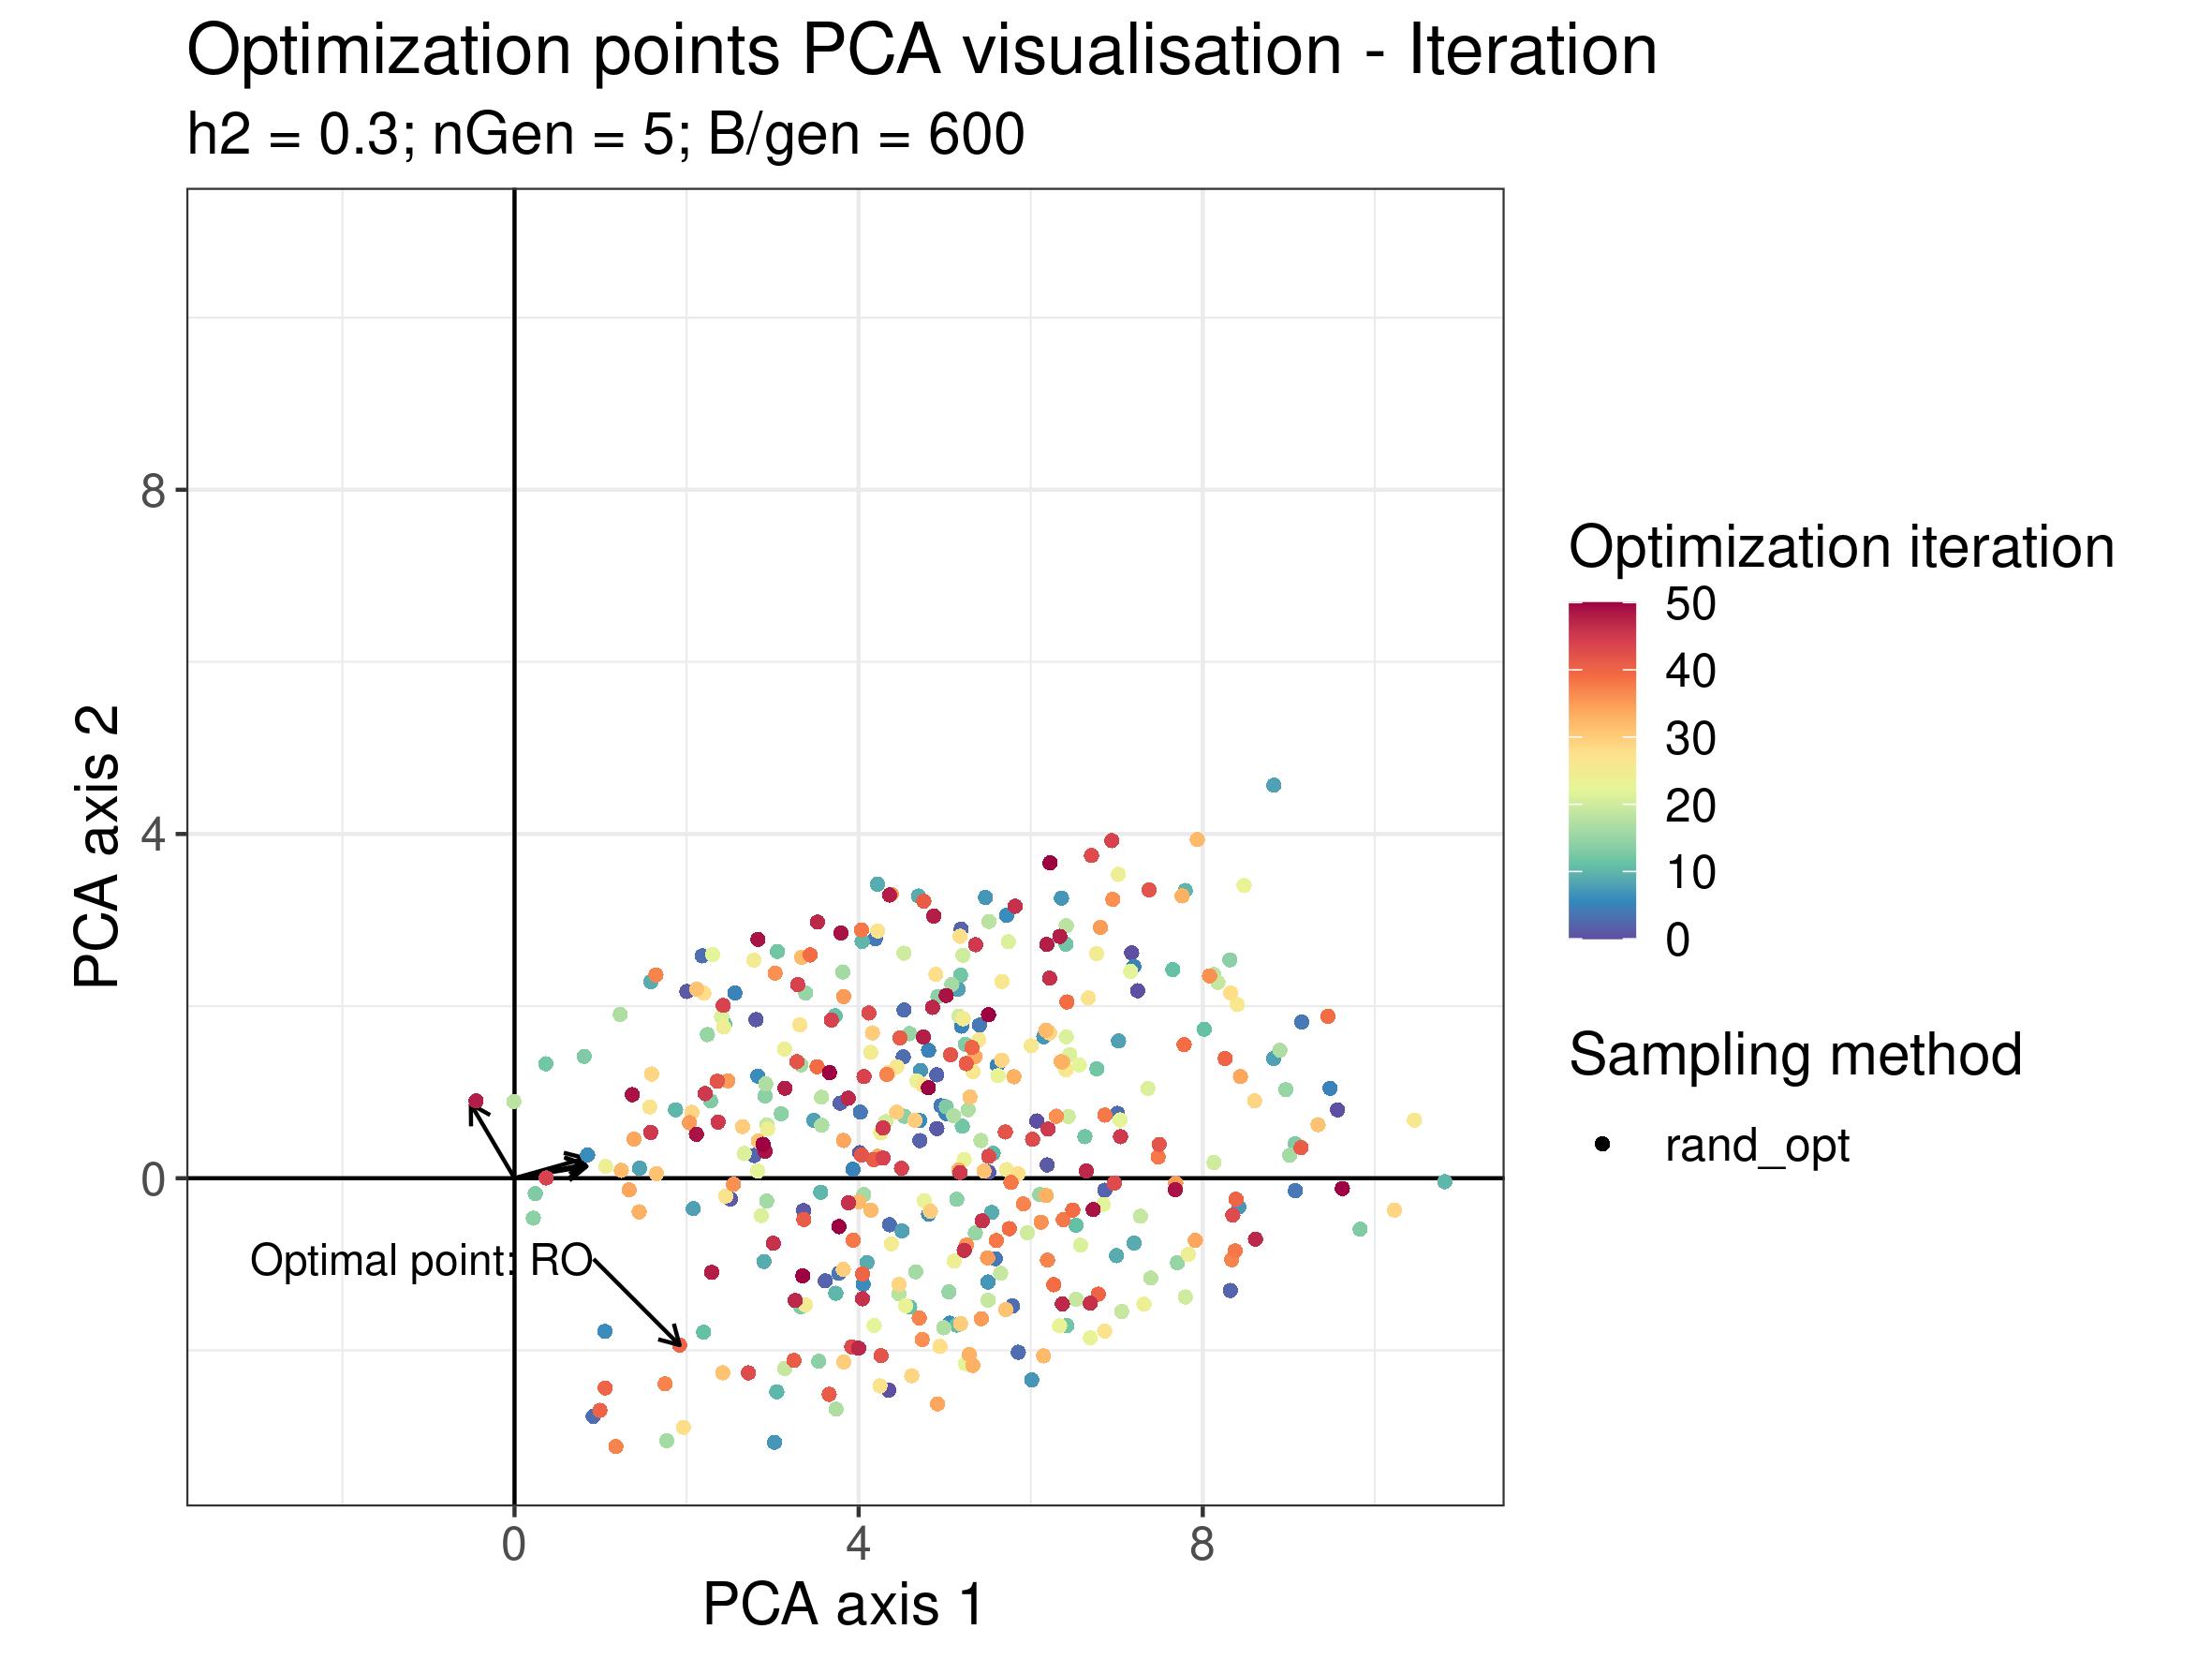 Optimization points PCA visualisation - Iteration
h2 = 0.3; nGen = 5; B/gen = 600
PCA axis 2
8
4
0
Optimal point: RO
0
4
8
PCA axis 1
Optimization iteration
50
40
30
20
10
0
Sampling method
rand_opt